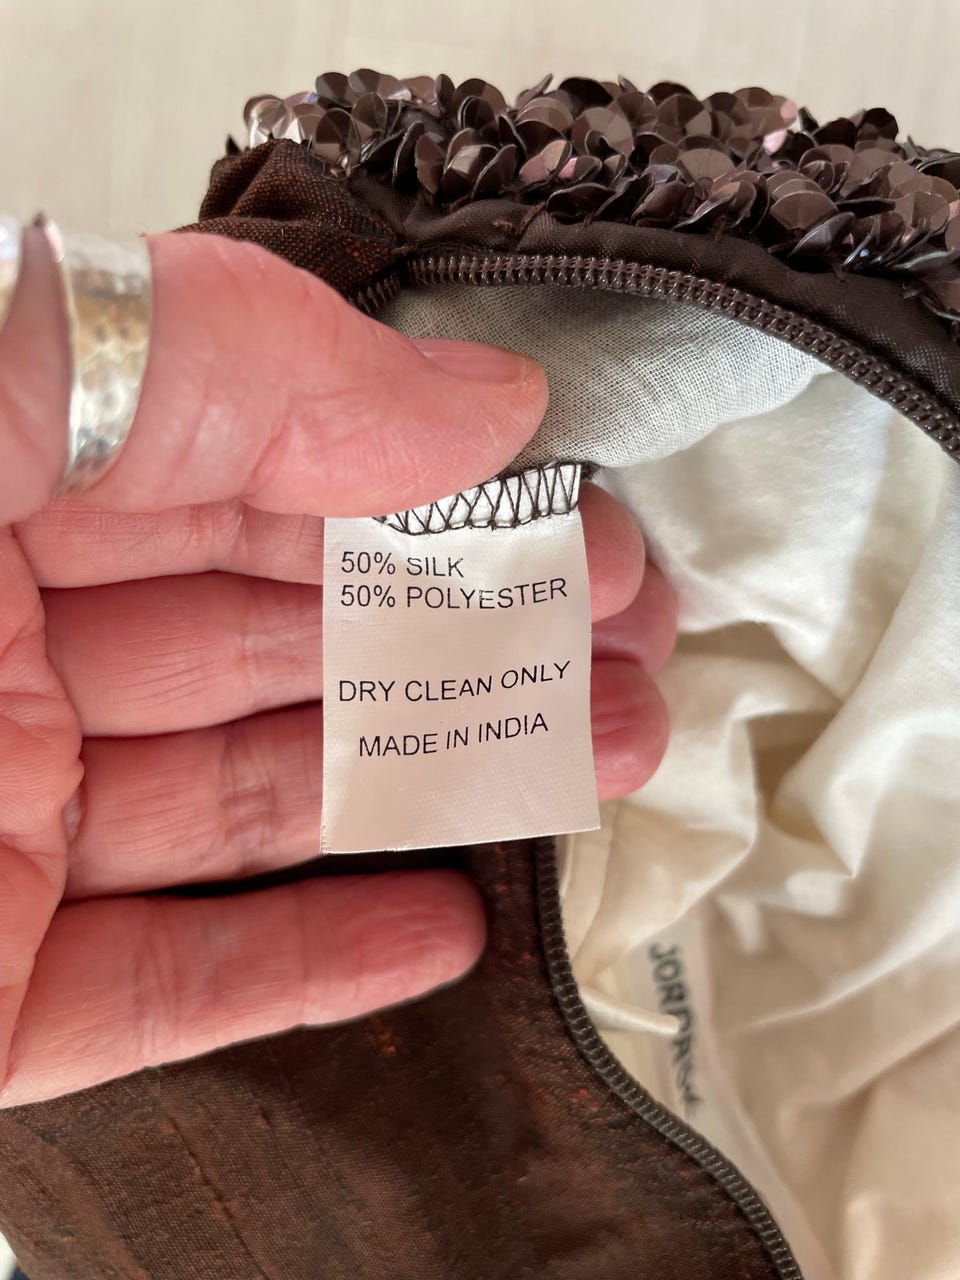 50% SILK
50% POLYESTER
DRY CLEAN ONLY
MADE IN INDIA